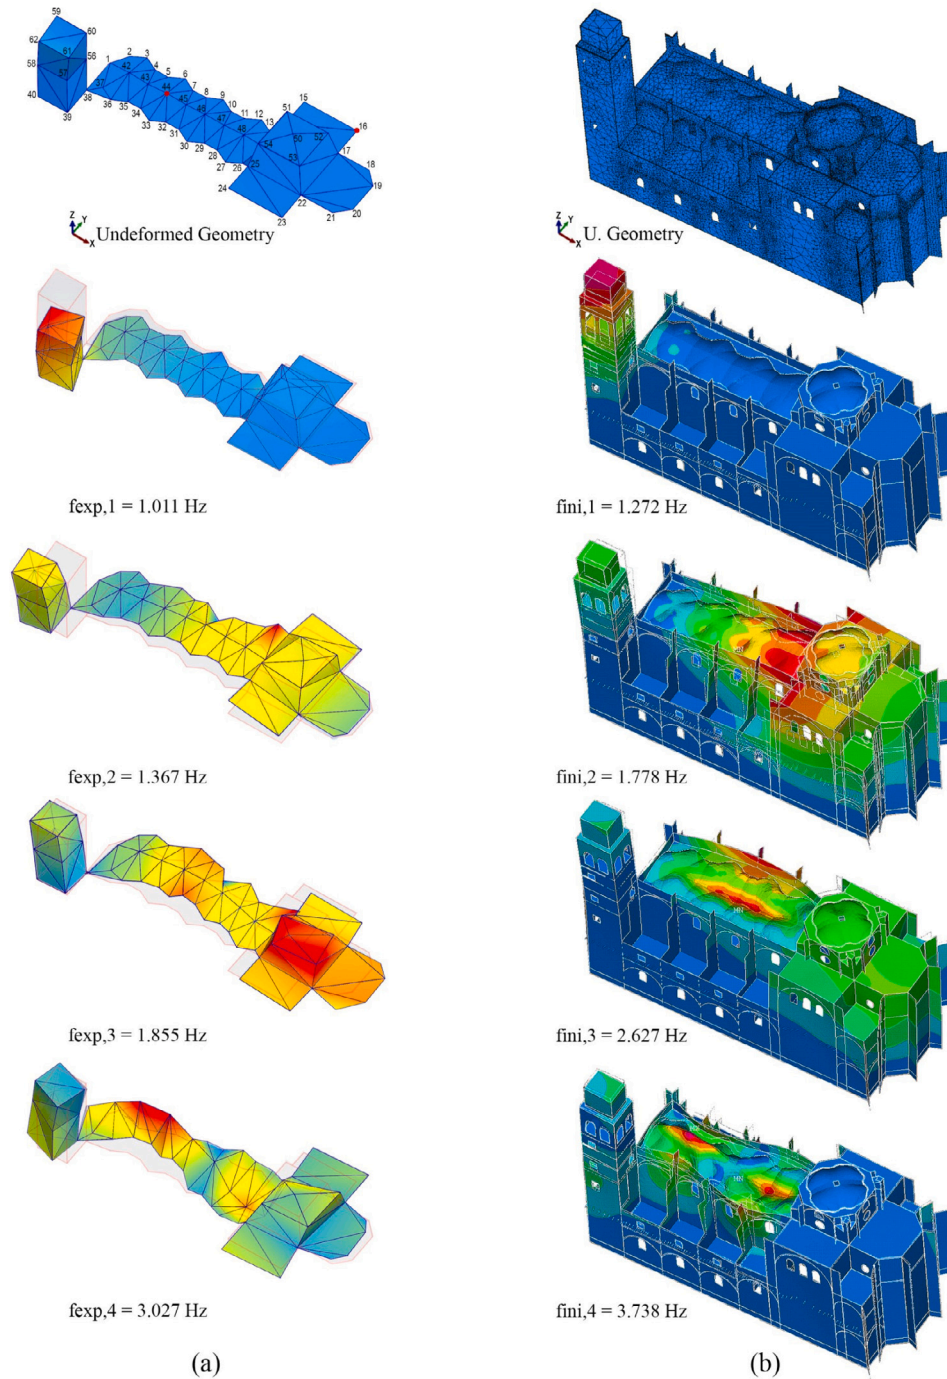 59
62 60
61 56
58 57
40 38
39
1 2 3
37 42 43 5 6
36 35 34 44 45 7 8 9
33 32 31 46 10 11 12
30 29 28 47 48 13
27 26 25 54
51 15
50 52 16
53 17
24 18
22 19
23 21 20
Z Y X
Undeformed Geometry
Z Y X
U. Geometry
fexp,1 = 1.011 Hz
fini,1 = 1.272 Hz
fexp,2 = 1.367 Hz
MN
fini,2 = 1.778 Hz
fexp,3 = 1.855 Hz
MN
fini,3 = 2.627 Hz
fexp,4 = 3.027 Hz
MN
MN
fini,4 = 3.738 Hz
(a)
(b)